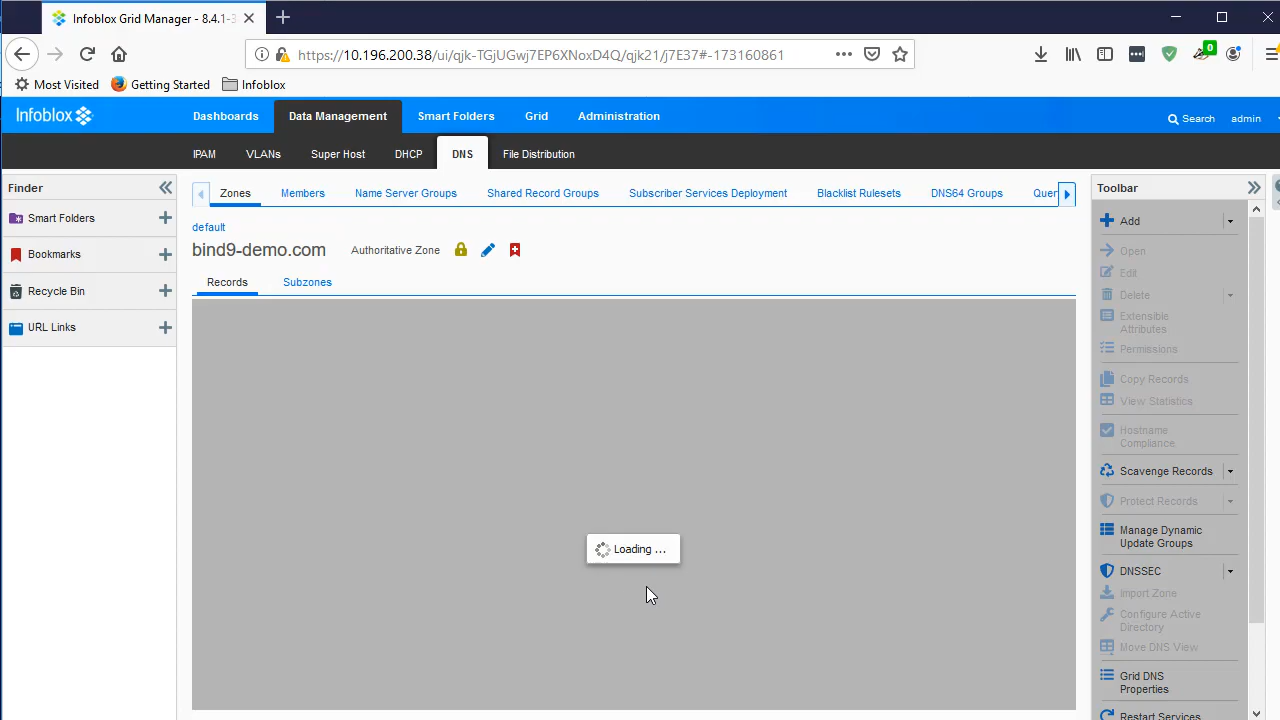 Infoblox Grid Manager - 8.4.1-3
https://10.196.200.38/ui/qjk-TGjUGwj7EP6XNoxD4Q/qjk21/j7E37#-173160861
0
Most Visited
Getting Started
Infoblox
Infoblox
Dashboards
Data Management
Smart Folders
Grid
Administration
Search
admin
IPAM
VLANs
Super Host
DHCP
DNS
File Distribution
Finder
Smart Folders
Bookmarks
Recycle Bin
URL Links
Zones
Members
Name Server Groups
Shared Record Groups
Subscriber Services Deployment
Blacklist Rulesets
DNS64 Groups
Quer
default
bind9-demo.com
Authoritative Zone
Records
Subzones
Loading ...
Toolbar
Add
Open
Edit
Delete
Extensible
Attributes
Permissions
Copy Records
View Statistics
Hostname
Compliance
Scavenge Records
Protect Records
Manage Dynamic
Update Groups
DNSSEC
Import Zone
Configure Active
Directory
Move DNS View
Grid DNS
Properties
Restart Services